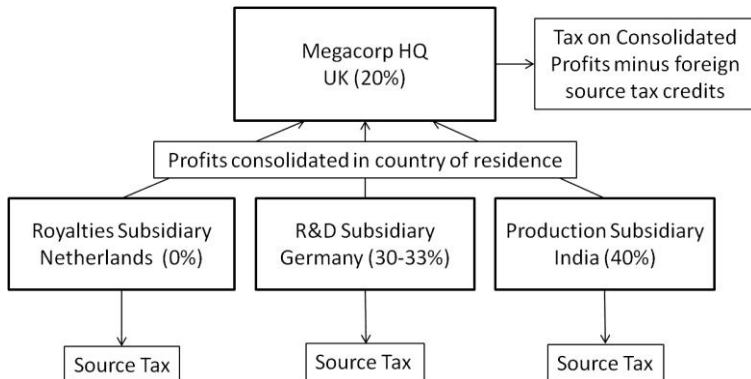 Megacorp HQ
UK (20%)
Tax on Consolidated
Profits minus foreign
source tax credits
Profits consolidated in country of residence
Royalties Subsidiary
Netherlands (0%)
R&D Subsidiary
Germany (30-33%)
Production Subsidiary
India (40%)
Source Tax
Source Tax
Source Tax